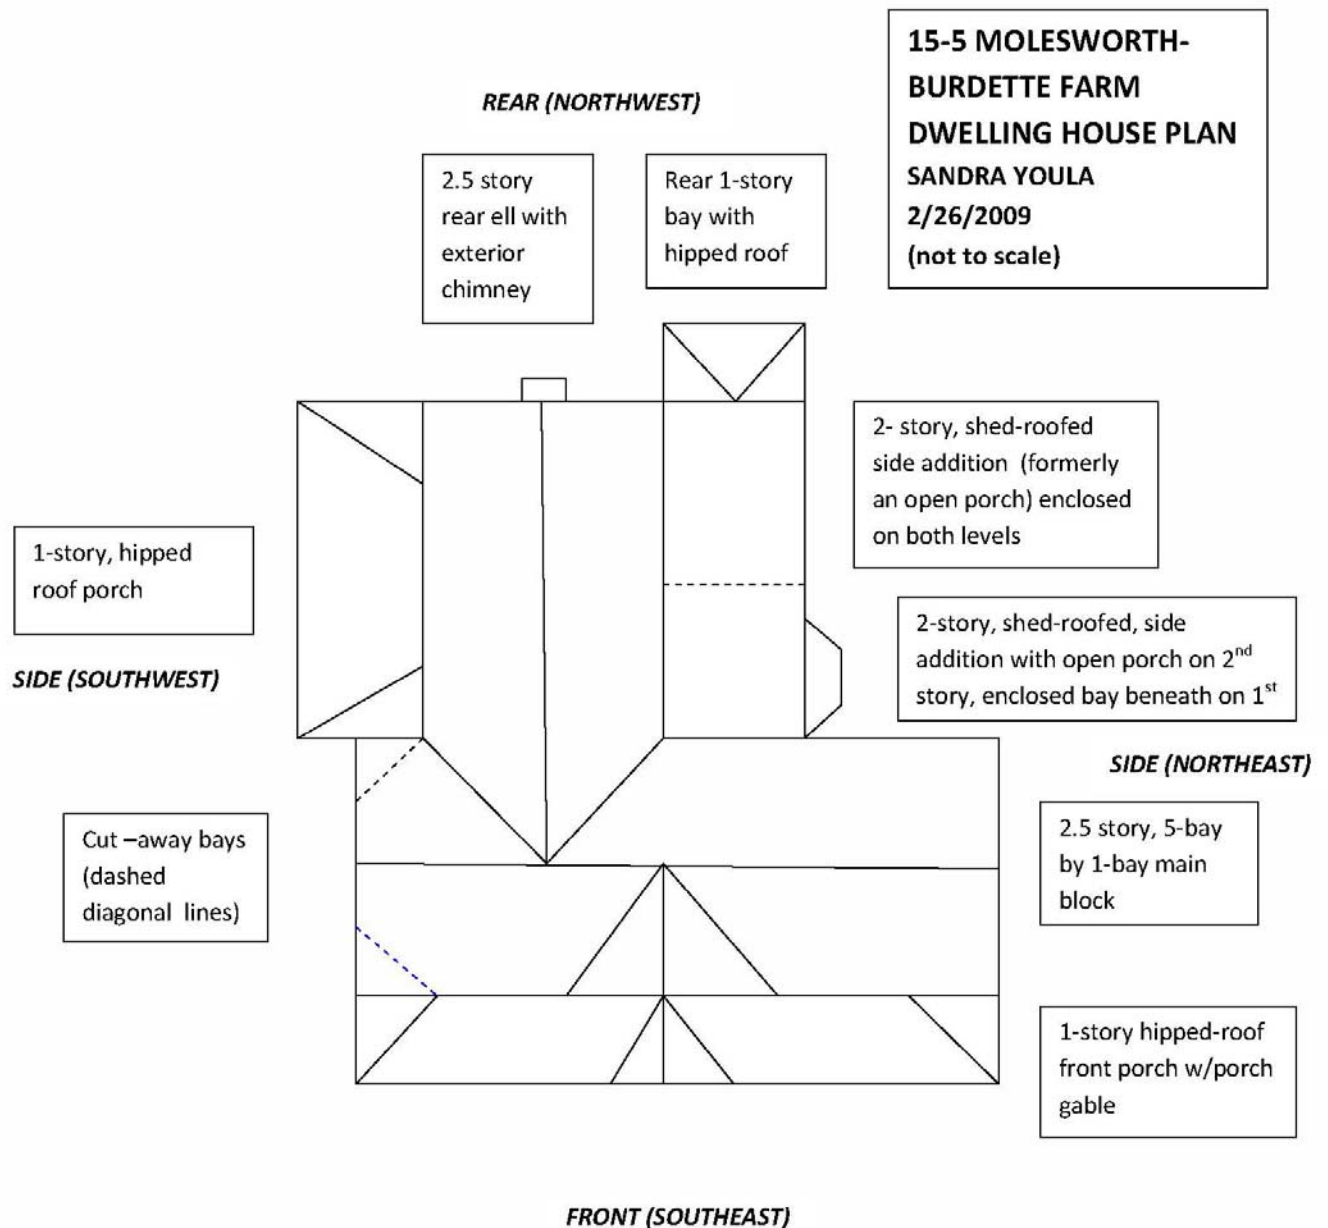 15-5 MOLESWORTH-
BURDETTE FARM
DWELLING HOUSE PLAN
SANDRA YOULA
2/26/2009
(not to scale)
REAR (NORTHWEST)
2.5 story
rear ell with
exterior
chimney
Rear 1-story
bay with
hipped roof
2- story, shed-roofed
side addition (formerly
an open porch) enclosed
on both levels
1-story, hipped
roof porch
2-story, shed-roofed, side
addition with open porch on 2nd
story, enclosed bay beneath on 1st
SIDE (SOUTHWEST)
SIDE (NORTHEAST)
Cut –away bays
(dashed
diagonal lines)
2.5 story, 5-bay
by 1-bay main
block
1-story hipped-roof
front porch w/porch
gable
FRONT (SOUTHEAST)